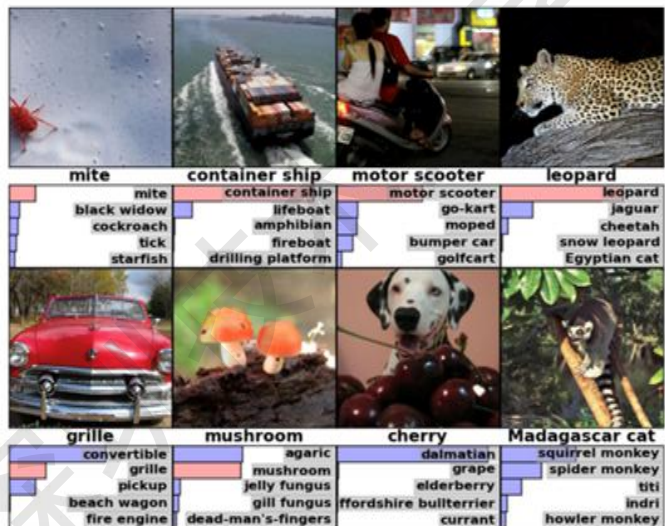 mite container ship motor scooter leopard
mite container ship motor scooter leopard
black widow lifeboat go-kart jaguar
cockroach amphibian moped cheetah
tick fireboat bumper car snow leopard
starfish drilling platform golfcart Egyptian cat
grille mushroom cherry Madagascar cat
convertible agaric dalmatian squirrel monkey
grille mushroom grape spider monkey
pickup jelly fungus elderberry titi
beach wagon gill fungus ffordshire bullterrier indri
fire engine dead-man's-fingers currant howler monkey